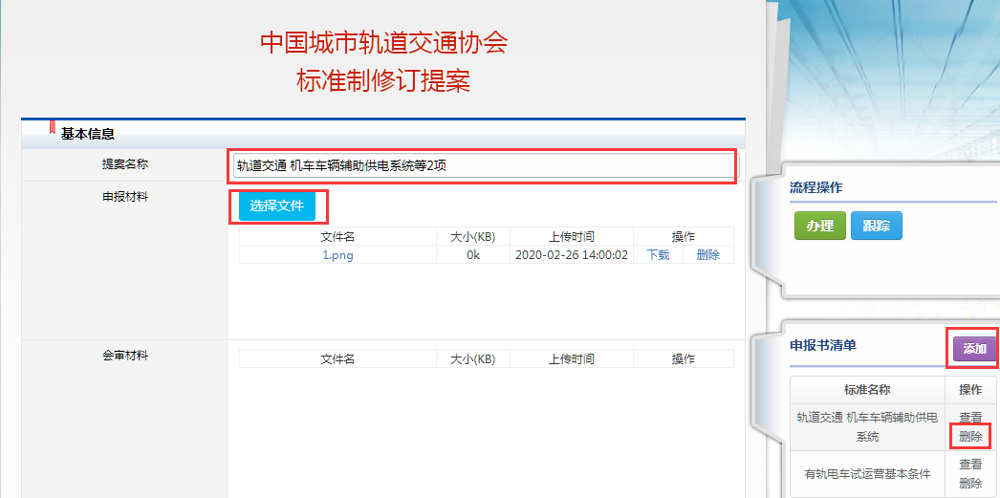 中国城市轨道交通协会
标准制修订提案
基本信息
提案名称
轨道交通 机车车辆辅助供电系统等2项
申报材料
选择文件
文件名 大小(KB) 上传时间 操作
1.png 0k 2020-02-26 14:00:02 下载 删除
会审材料
文件名 大小(KB) 上传时间 操作
流程操作
办理 跟踪
申报书清单
添加
标准名称 操作
轨道交通 机车车辆辅助供电
系统
查看
删除
有轨电车试运营基本条件
查看
删除